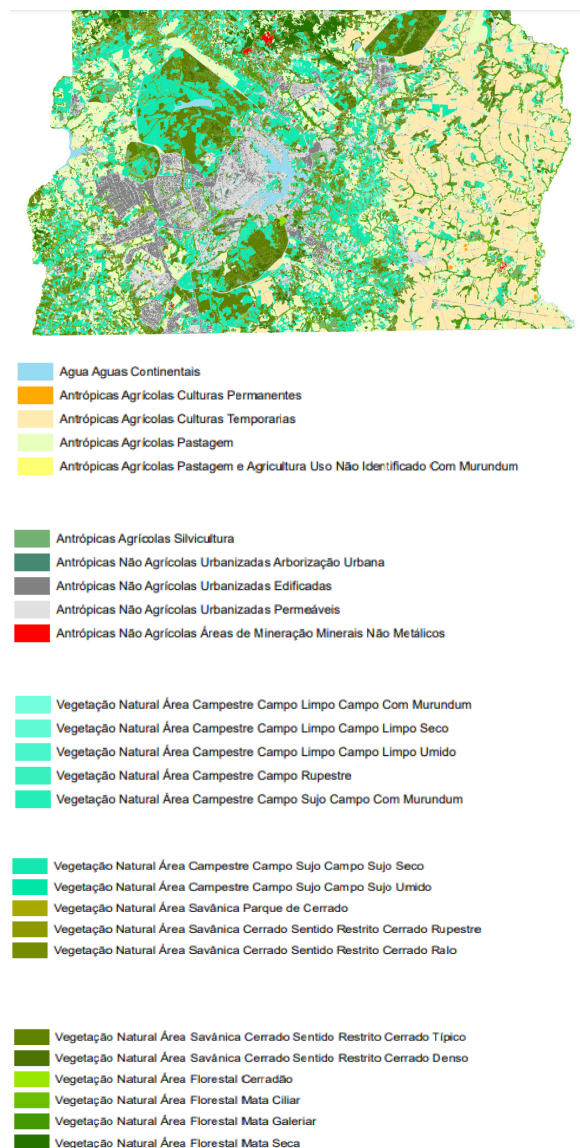 Agua Aguas Continentais
Antrópicas Agrícolas Culturas Permanentes
Antrópicas Agrícolas Culturas Temporarias
Antrópicas Agrícolas Pastagem
Antrópicas Agrícolas Pastagem e Agricultura Uso Não Identificado Com Murundum
Antrópicas Agrícolas Silvicultura
Antrópicas Não Agrícolas Urbanizadas Arborização Urbana
Antrópicas Não Agrícolas Urbanizadas Edificadas
Antrópicas Não Agrícolas Urbanizadas Permeáveis
Antrópicas Não Agrícolas Áreas de Mineração Minerais Não Metálicos
Vegetação Natural Área Campestre Campo Limpo Campo Com Murundum
Vegetação Natural Área Campestre Campo Limpo Campo Limpo Seco
Vegetação Natural Área Campestre Campo Limpo Campo Limpo Umido
Vegetação Natural Área Campestre Campo Rupestre
Vegetação Natural Área Campestre Campo Sujo Campo Com Murundum
Vegetação Natural Área Campestre Campo Sujo Campo Sujo Seco
Vegetação Natural Área Campestre Campo Sujo Campo Sujo Umido
Vegetação Natural Área Savânica Parque de Cerrado
Vegetação Natural Área Savânica Cerrado Sentido Restrito Cerrado Rupestre
Vegetação Natural Área Savânica Cerrado Sentido Restrito Cerrado Ralo
Vegetação Natural Área Savânica Cerrado Sentido Restrito Cerrado Típico
Vegetação Natural Área Savânica Cerrado Sentido Restrito Cerrado Denso
Vegetação Natural Área Florestal Cerradão
Vegetação Natural Área Florestal Mata Ciliar
Vegetação Natural Área Florestal Mata Galeriar
Vegetação Natural Área Florestal Mata Seca